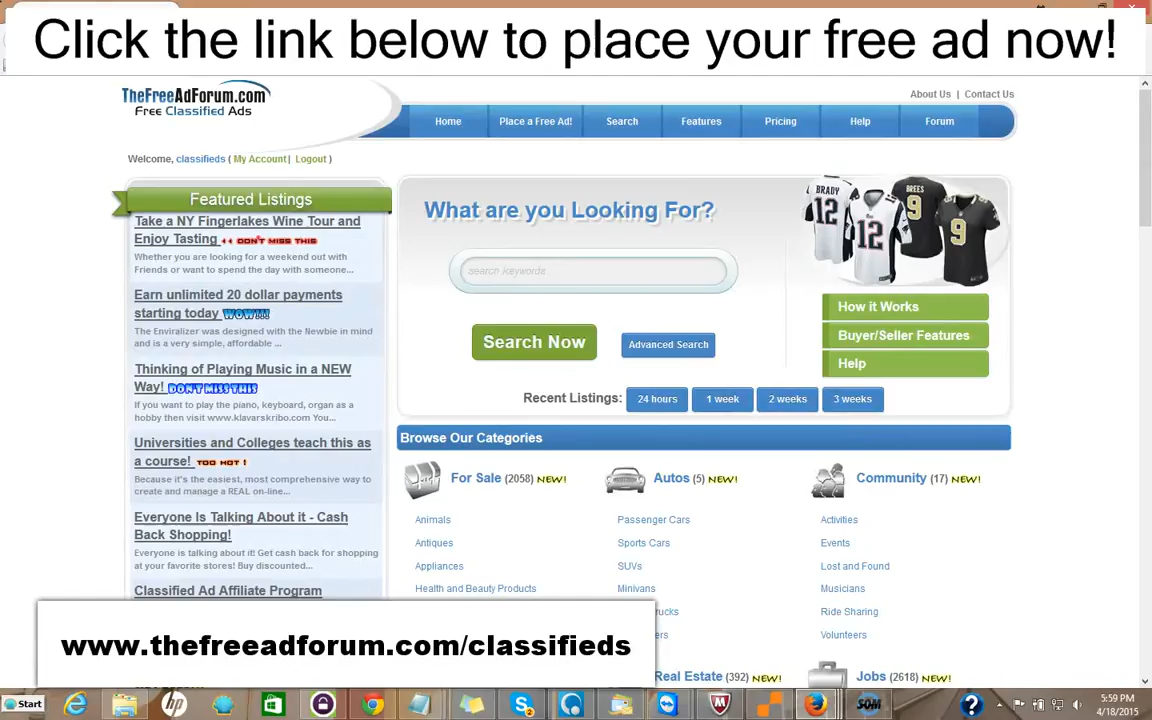 Click the link below to place your free ad now!
TheFreeAdForum.com
Free Classified Ads
About Us | Contact Us
Home Place a Free Ad! Search Features Pricing Help Forum
Welcome, classifieds ( My Account | Logout )
Featured Listings
Take a NY Fingerlakes Wine Tour and
Enjoy Tasting DON'T MISS THIS
Whether you are looking for a weekend out with
Friends or want to spend the day with someone...
Earn unlimited 20 dollar payments
starting today WOW!!!
The Enviralizer was designed with the Newbie in mind
and is a very simple, affordable ...
Thinking of Playing Music in a NEW
Way! DON'T MISS THIS
If you want to play the piano, keyboard, organ as a
hobby then visit www.klavarskribo.com You...
Universities and Colleges teach this as
a course! TOO HOT !
Because it's the easiest, most comprehensive way to
create and manage a REAL on-line...
Everyone Is Talking About it - Cash
Back Shopping!
Everyone is talking about it! Get cash back for shopping
at your favorite stores! Buy discounted...
Classified Ad Affiliate Program
What are you Looking For?
search keywords
Search Now
Advanced Search
Recent Listings: 24 hours 1 week 2 weeks 3 weeks
BRADY
12
12
BREES
9
9
How it Works
Buyer/Seller Features
Help
Browse Our Categories
For Sale (2058) NEW!
Animals
Antiques
Appliances
Health and Beauty Products
Autos (5) NEW!
Passenger Cars
Sports Cars
SUVs
Minivans
Community (17) NEW!
Activities
Events
Lost and Found
Musicians
Ride Sharing
Volunteers
Real Estate (392) NEW!
Jobs (2618) NEW!
www.thefreeadforum.com/classifieds
Start
hp
S 2
SOM
5:59 PM
4/18/2015